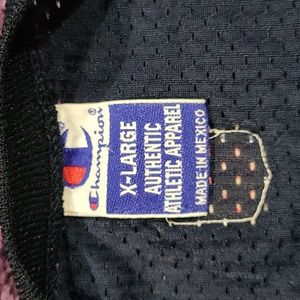 Champion
X-LARGE
AUTHENTIC
ATHLETIC APPAREL
MADE IN MEXICO